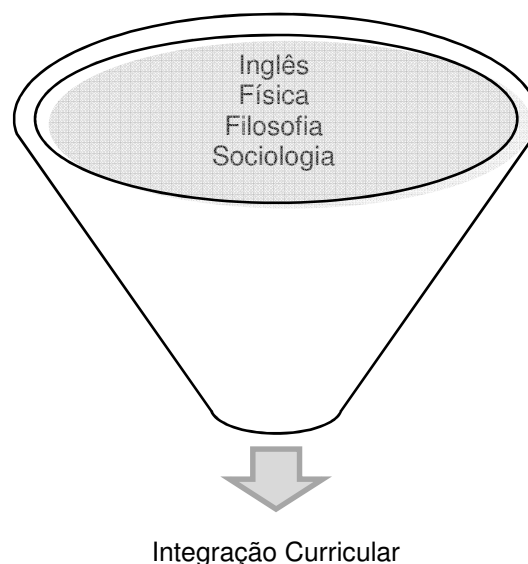 Inglês
Física
Filosofia
Sociologia
Integração Curricular